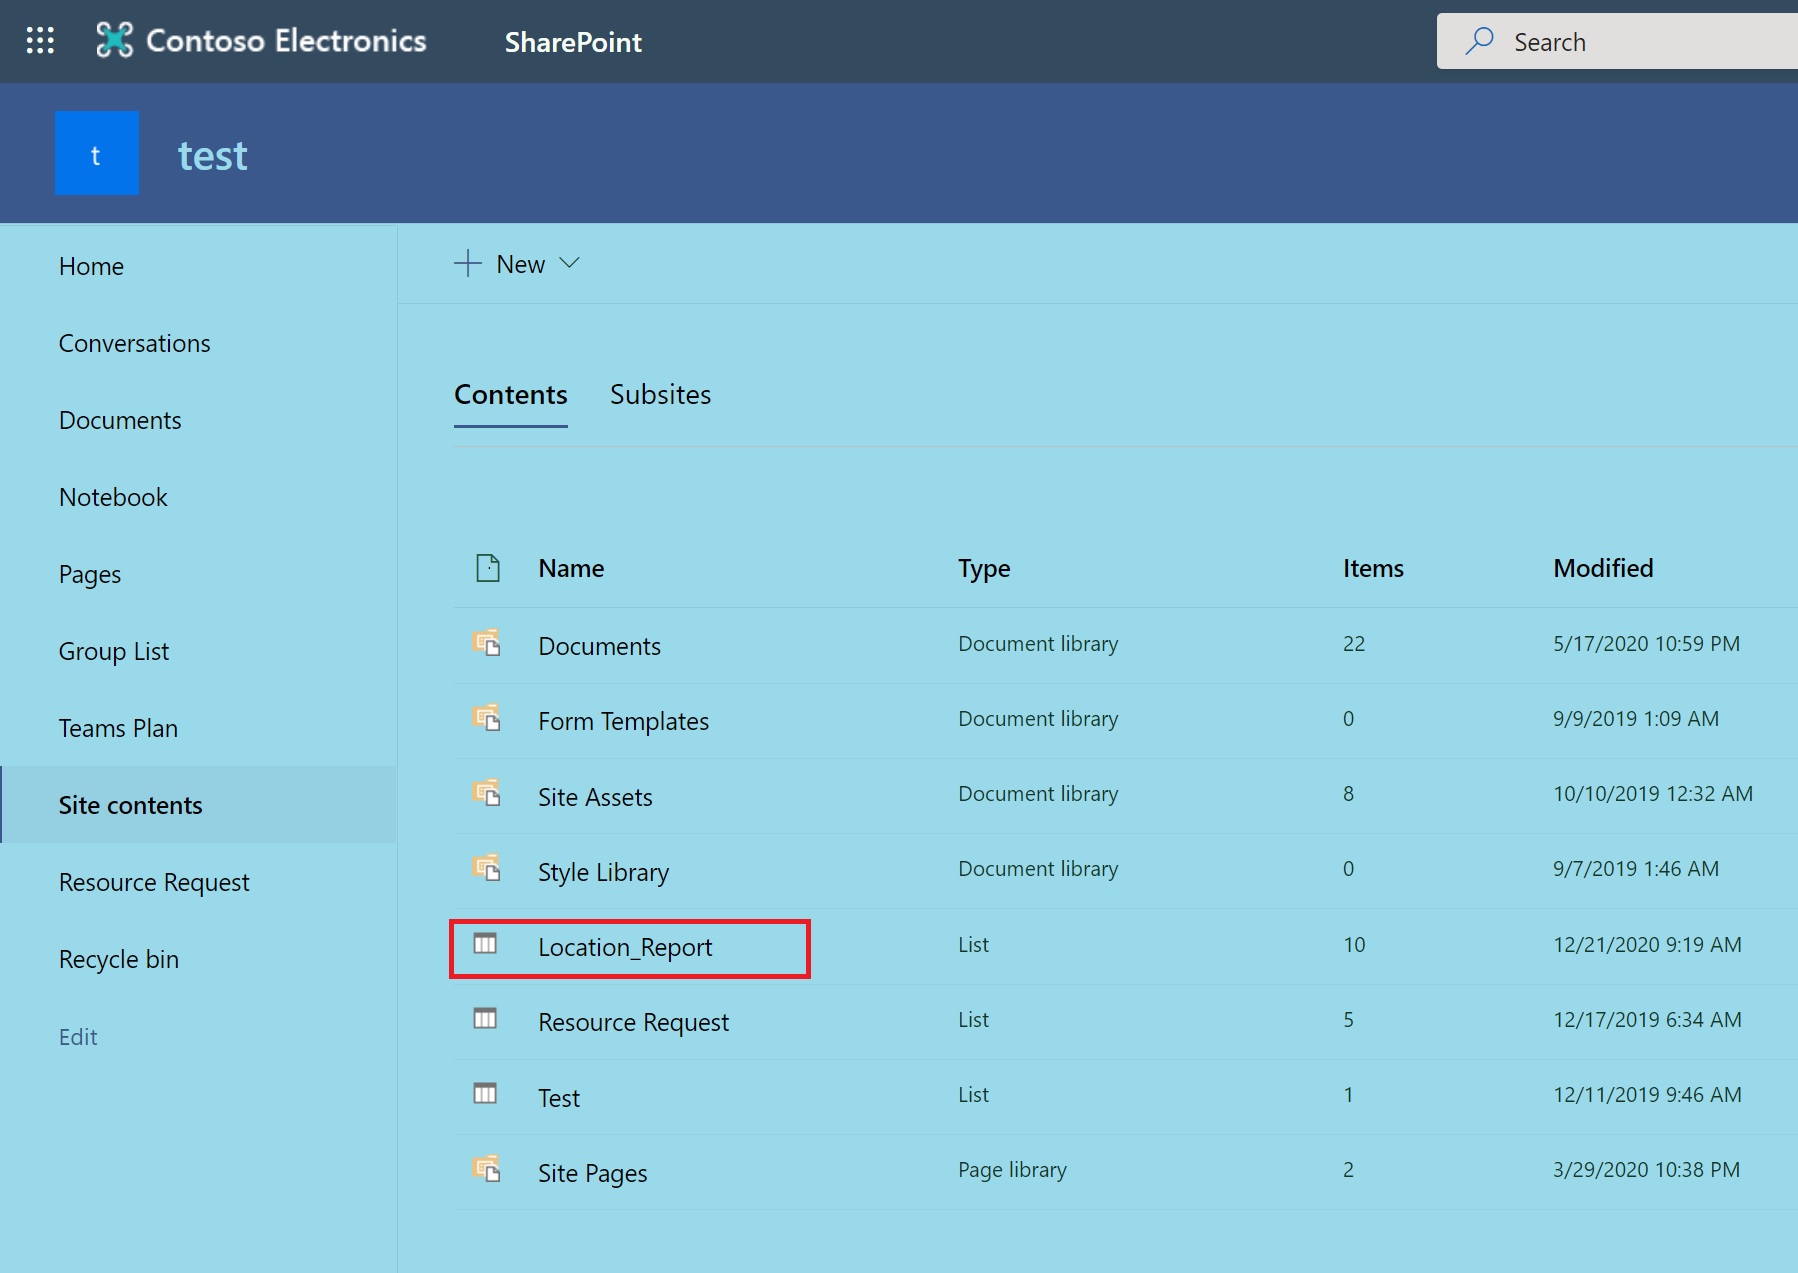 Contoso Electronics
SharePoint
Search
t
test
Home
Conversations
Documents
Notebook
Pages
Group List
Teams Plan
Site contents
Resource Request
Recycle bin
Edit
New
Contents Subsites
Name Type Items Modified
Documents Document library 22 5/17/2020 10:59 PM
Form Templates Document library 0 9/9/2019 1:09 AM
Site Assets Document library 8 10/10/2019 12:32 AM
Style Library Document library 0 9/7/2019 1:46 AM
Location_Report List 10 12/21/2020 9:19 AM
Resource Request List 5 12/17/2019 6:34 AM
Test List 1 12/11/2019 9:46 AM
Site Pages Page library 2 3/29/2020 10:38 PM